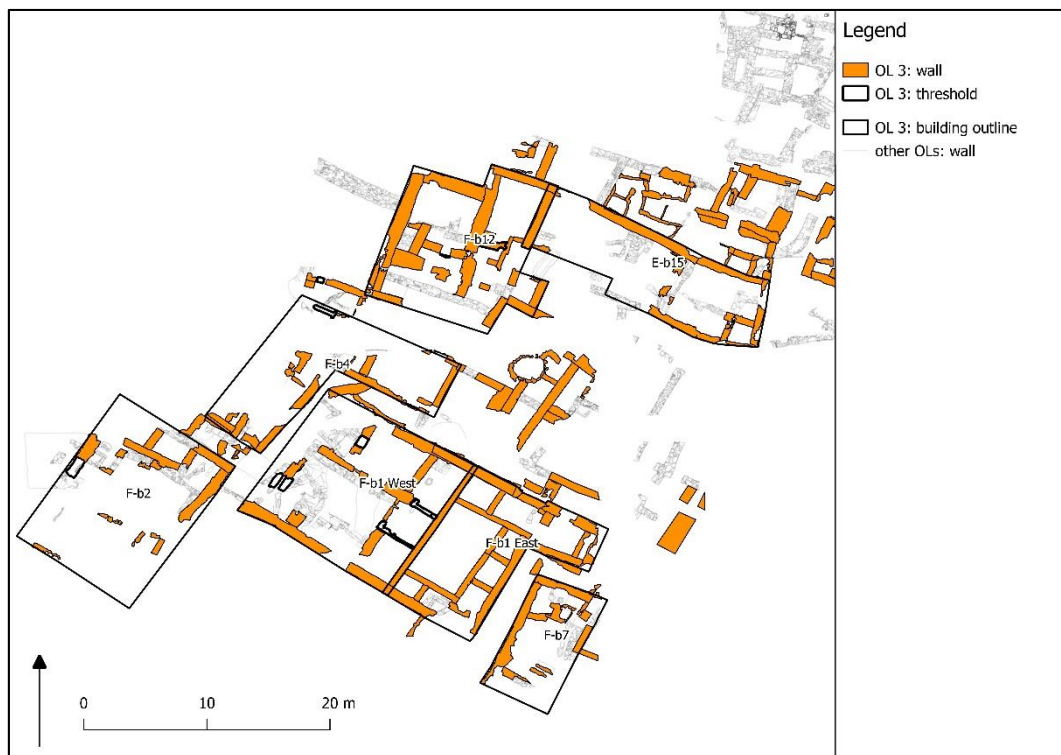 Legend
OL 3: wall
OL 3: threshold
OL 3: building outline
other OLs: wall
F-b12
E-b15
F-b4
F-b2
F-b1 West
F-b1 East
F-b7
0 10 20 m